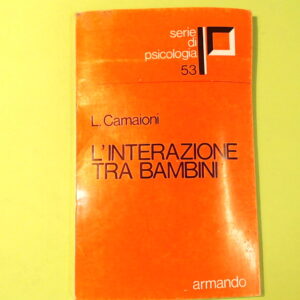 serie
di
psicologia
53
L. Camaioni
L'INTERAZIONE
TRA BAMBINI
armando